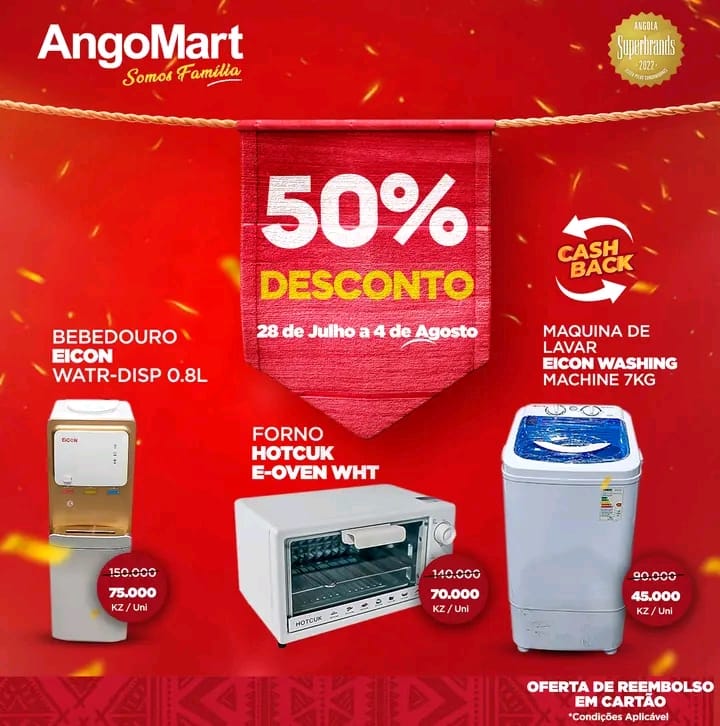 AngoMart
Somos Família
ANGOLA
Superbrands
2022
50%
DESCONTO
28 de Julho a 4 de Agosto
CASH
BACK
BEBEDOURO
EICON
WATR-DISP 0.8L
FORNO
HOTCUK
E-OVEN WHT
MAQUINA DE
LAVAR
EICON WASHING
MACHINE 7KG
EICON
HOTCUK
150.000
75.000
KZ / Uni
140.000
70.000
KZ / Uni
90.000
45.000
KZ / Uni
OFERTA DE REEMBOLSO
EM CARTÃO
*Condições Aplicável